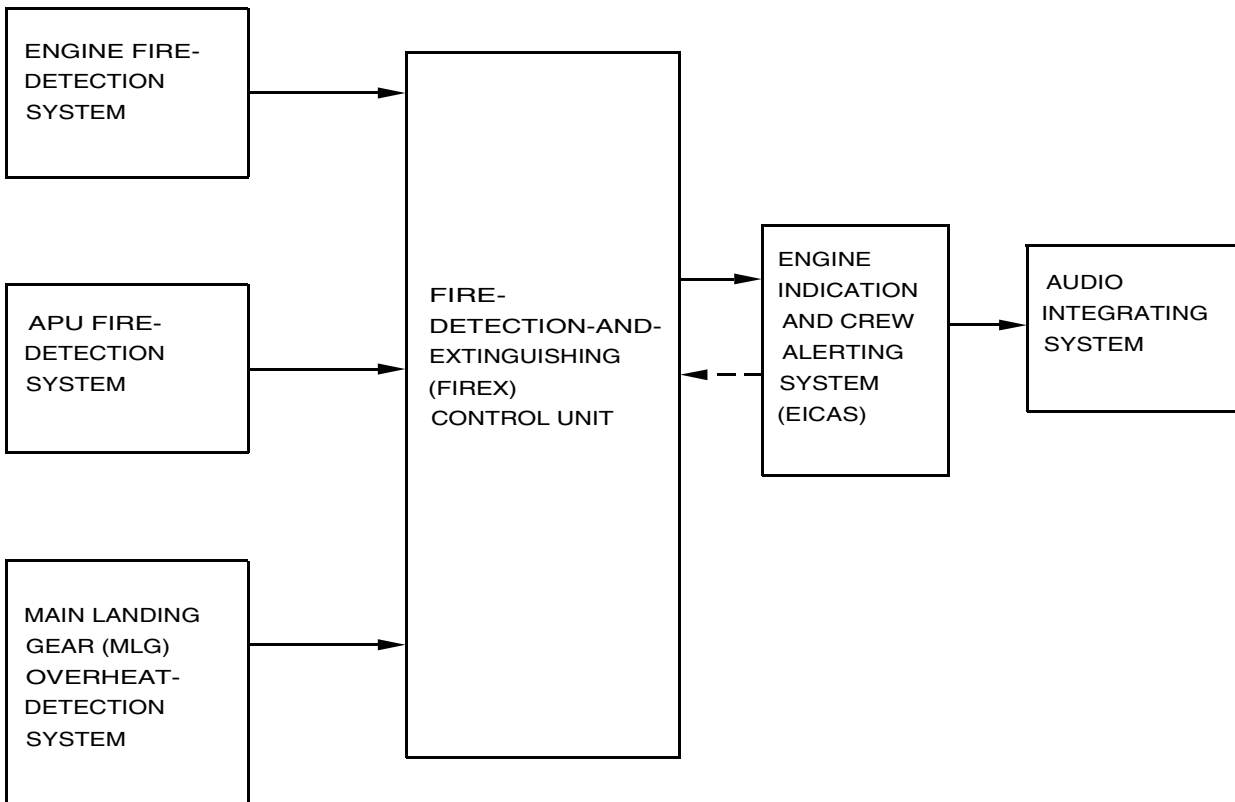 ENGINE FIRE-
DETECTION
SYSTEM
APU FIRE-
DETECTION
SYSTEM
MAIN LANDING
GEAR (MLG)
OVERHEAT-
DETECTION
SYSTEM
FIRE-
DETECTION-AND-
EXTINGUISHING
(FIREX)
CONTROL UNIT
ENGINE
INDICATION
AND CREW
ALERTING
SYSTEM
(EICAS)
AUDIO
INTEGRATING
SYSTEM